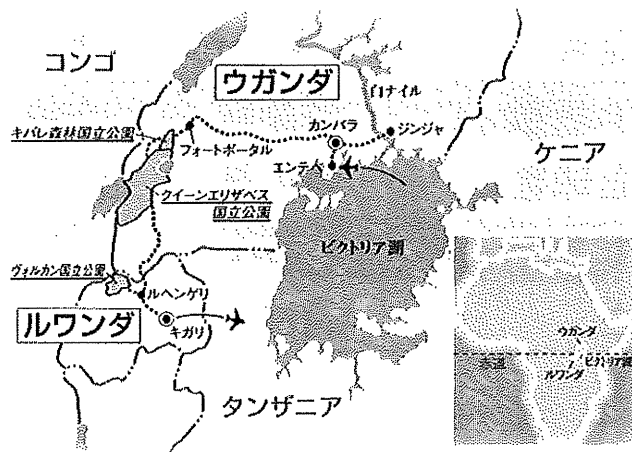 コンゴ
ウガンダ
白ナイル
キバレ森林国立公園
フォートポータル
カンパラ
ジンジャ
エンテベ
ケニア
クイーンエリザベス
国立公園
ビクトリア湖
ヴォルカン国立公園
ルヘンゲリ
ルワンダ
キガリ
タンザニア
ウガンダ
赤道
ビクトリア湖
ルワンダ